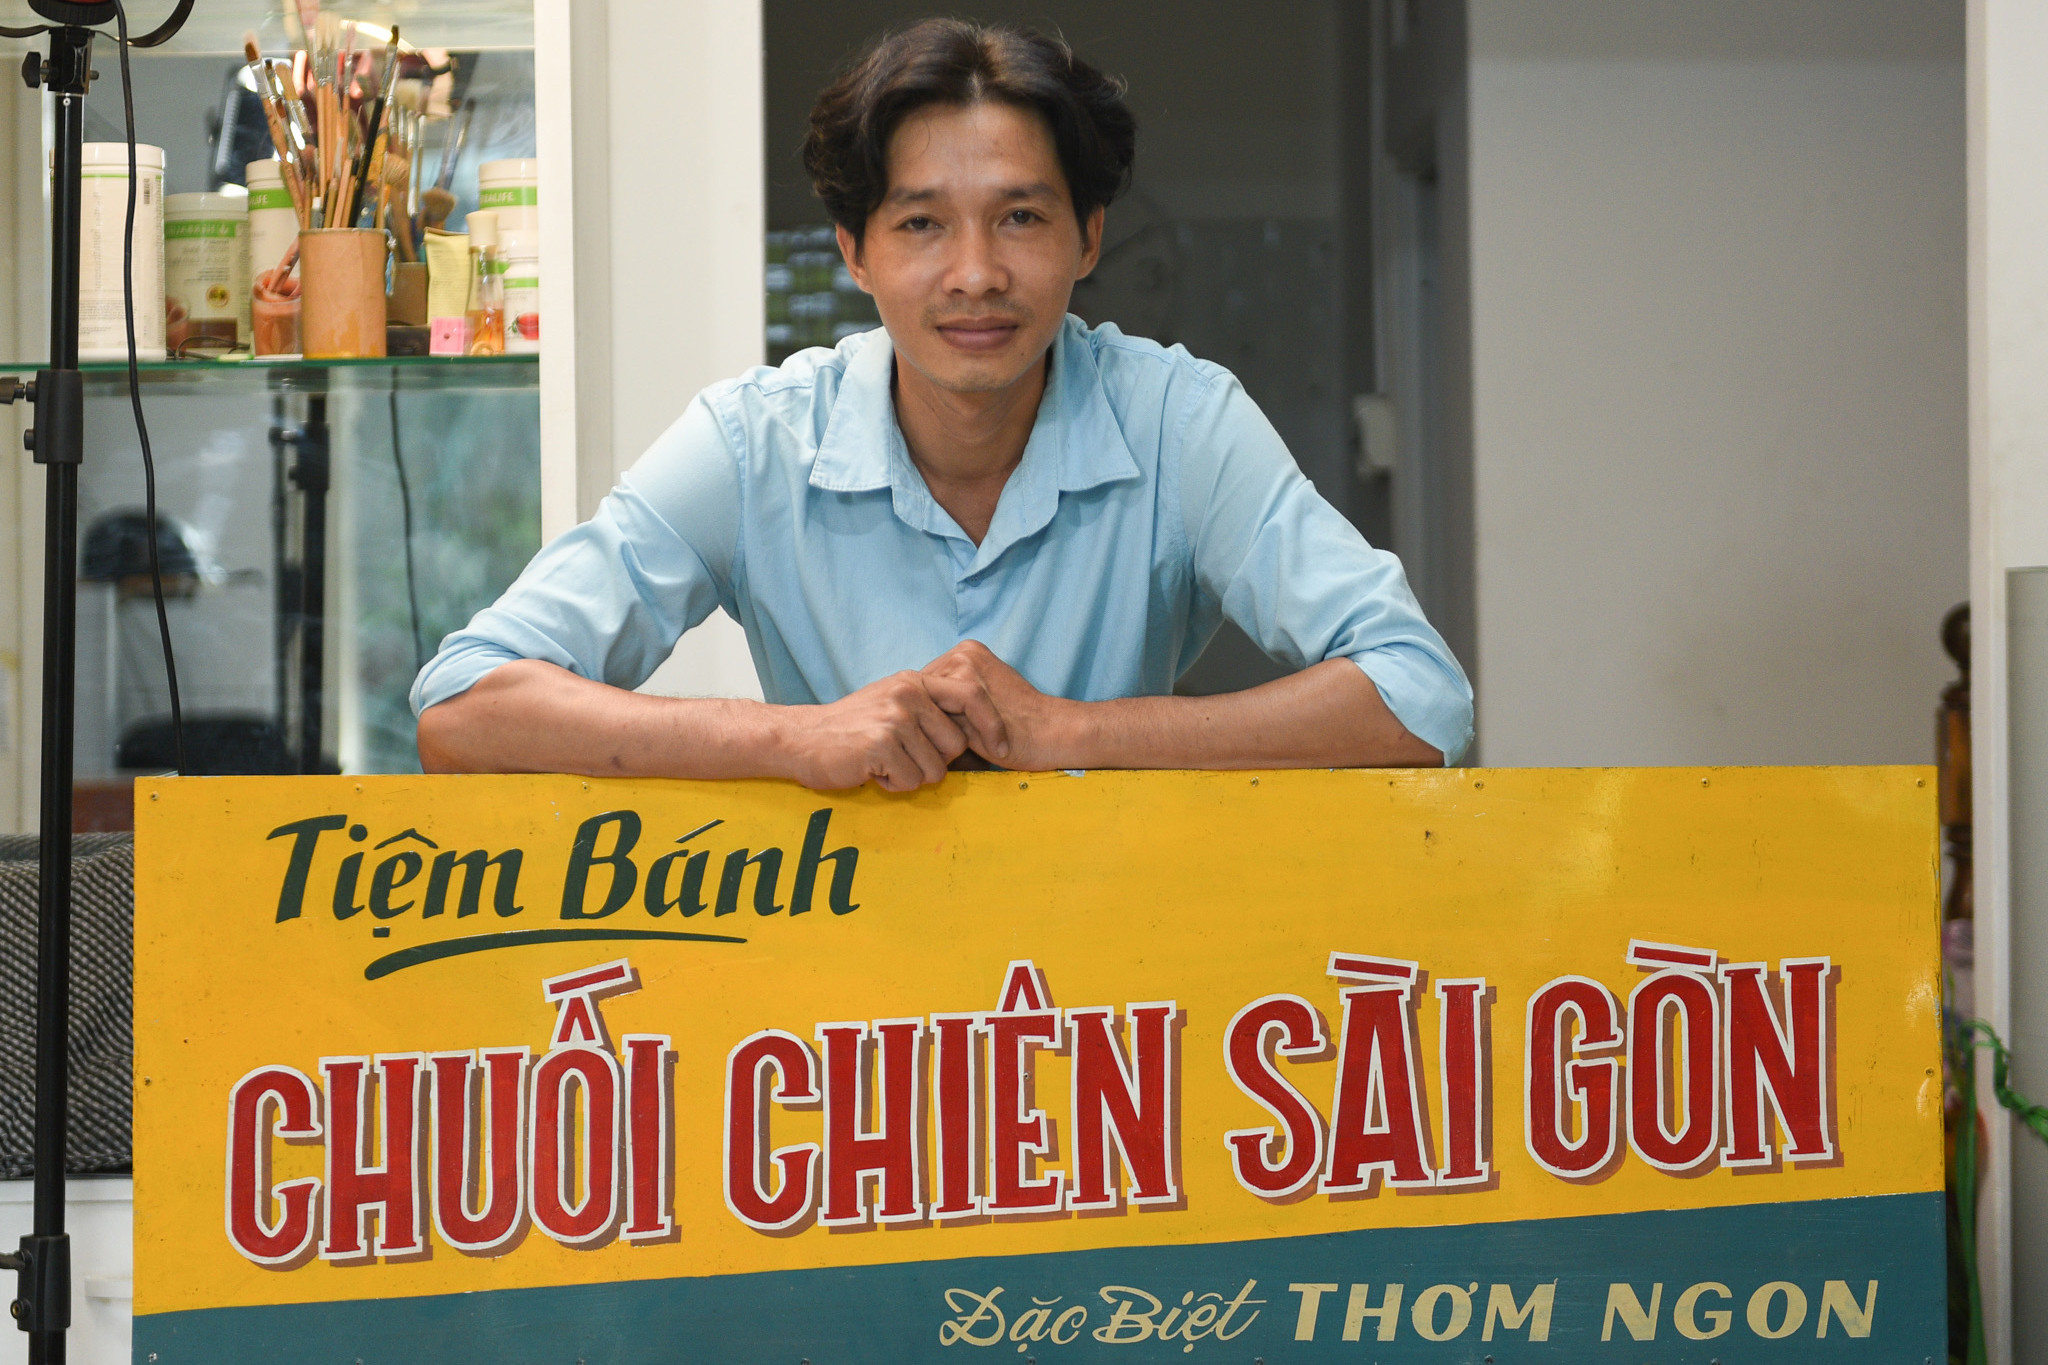 Tiệm Bánh
CHUỐI CHIÊN SÀI GÒN
Đặc Biệt THƠM NGON